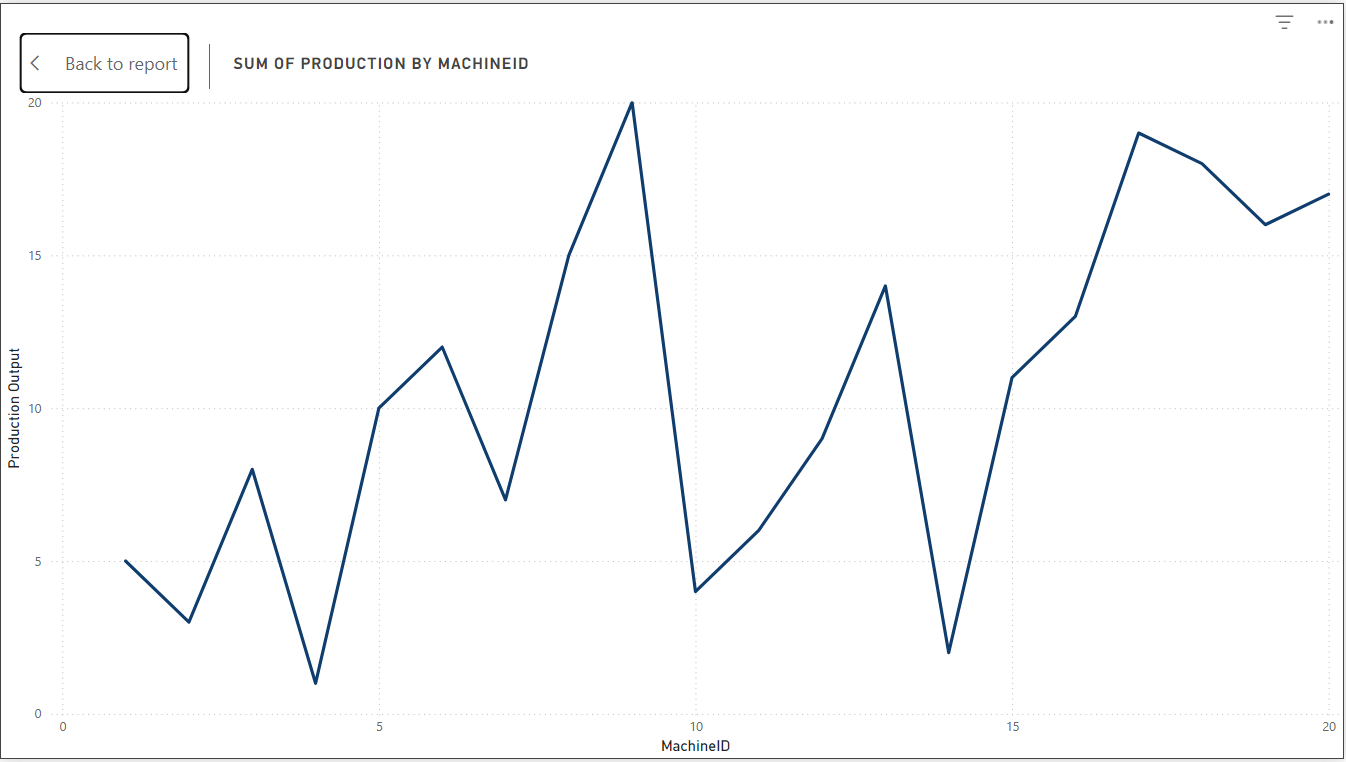 Back to report
SUM OF PRODUCTION BY MACHINEID
20
15
10
5
0
Production Output
0 5 10 15 20
MachineID